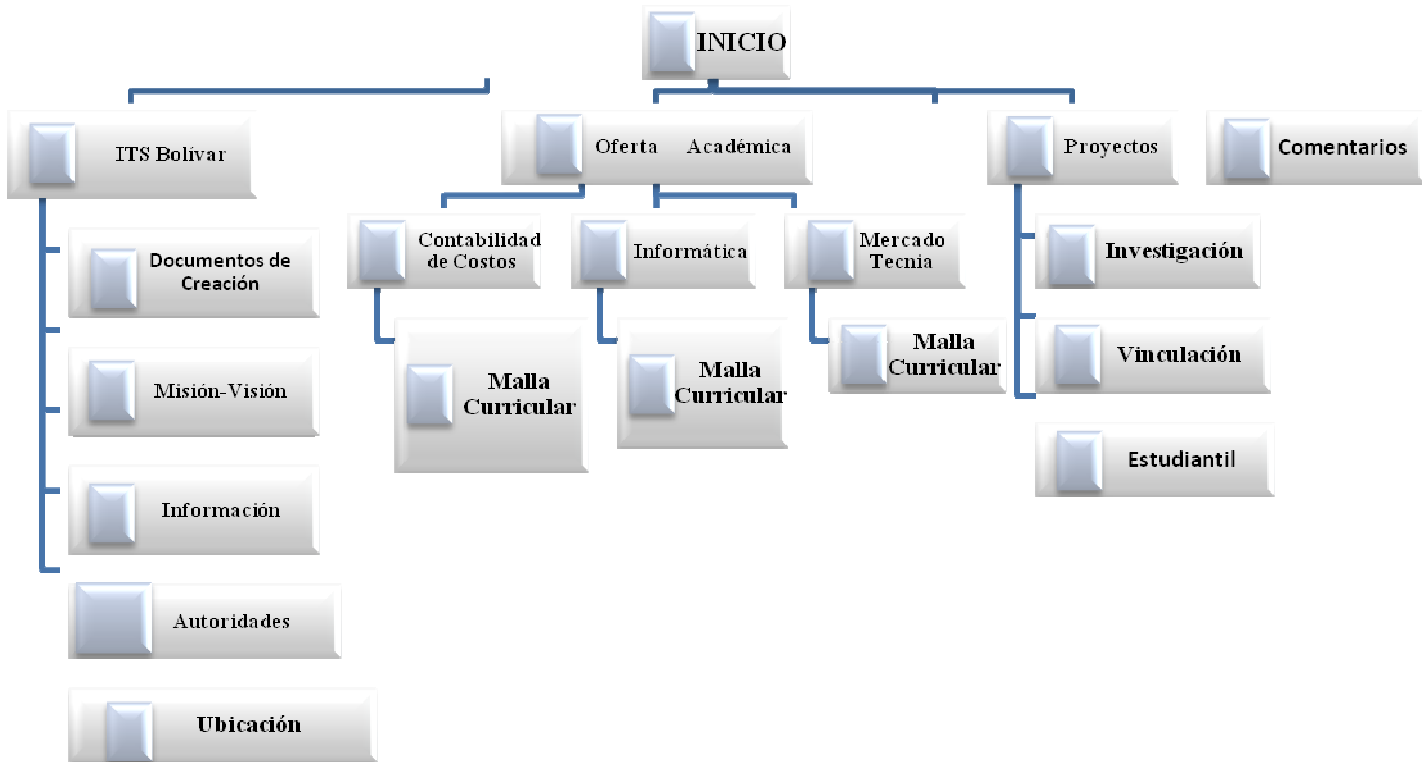 INICIO
ITS Bolívar
Oferta Académica
Proyectos
Comentarios
Documentos de
Creación
Misión-Visión
Información
Autoridades
Ubicación
Contabilidad
de Costos
Malla
Curricular
Informática
Malla
Curricular
Mercado
Tecnia
Malla
Curricular
Investigación
Vinculación
Estudiantil